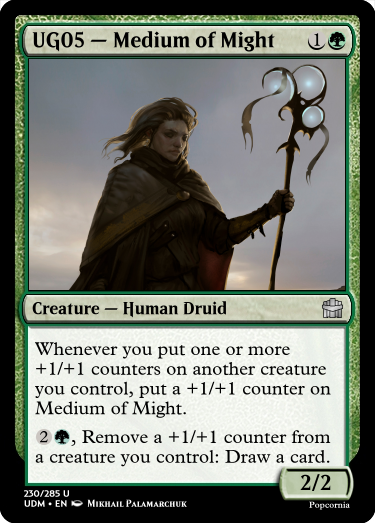 UG05 — Medium of Might 1
Creature — Human Druid
Whenever you put one or more
+1/+1 counters on another creature
you control, put a +1/+1 counter on
Medium of Might.
2 , Remove a +1/+1 counter from
a creature you control: Draw a card.
2/2
230/285 U
UDM • EN Mikhail Palamarchuk
Popcornia